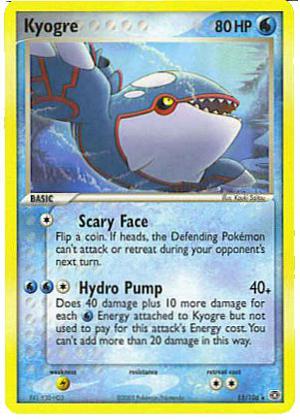 Kyogre 80 HP
Illus. Kouki Saitou
BASIC
Scary Face
Flip a coin. If heads, the Defending Pokémon
can't attack or retreat during your opponent's
next turn.
Hydro Pump 40+
Does 40 damage plus 10 more damage for
each Energy attached to Kyogre but not
used to pay for this attack's Energy cost. You
can't add more than 20 damage in this way.
weakness resistance retreat cost